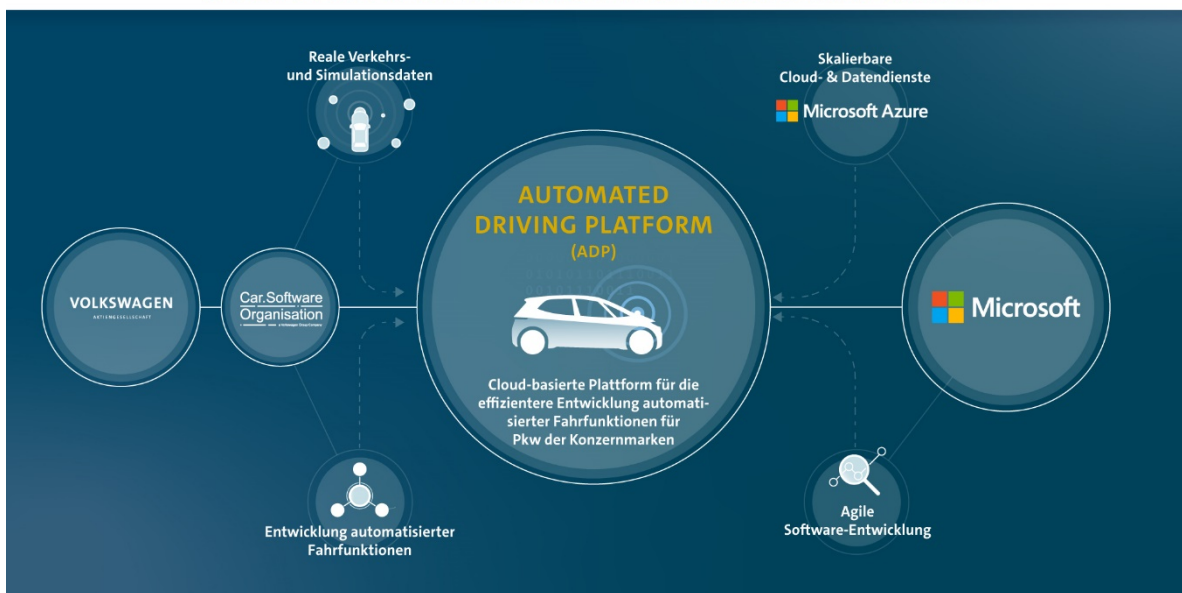 Reale Verkehrs-
und Simulationsdaten
Skalierbare
Cloud- & Datendienste
Microsoft Azure
AUTOMATED
DRIVING PLATFORM
(ADP)
VOLKSWAGEN
AKTIENGESELLSCHAFT
Car.Software
Organisation
Microsoft
Cloud-basierte Plattform für die
effizientere Entwicklung automati-
sierter Fahrfunktionen für
Pkw der Konzernmarken
Entwicklung automatisierter
Fahrfunktionen
Agile
Software-Entwicklung